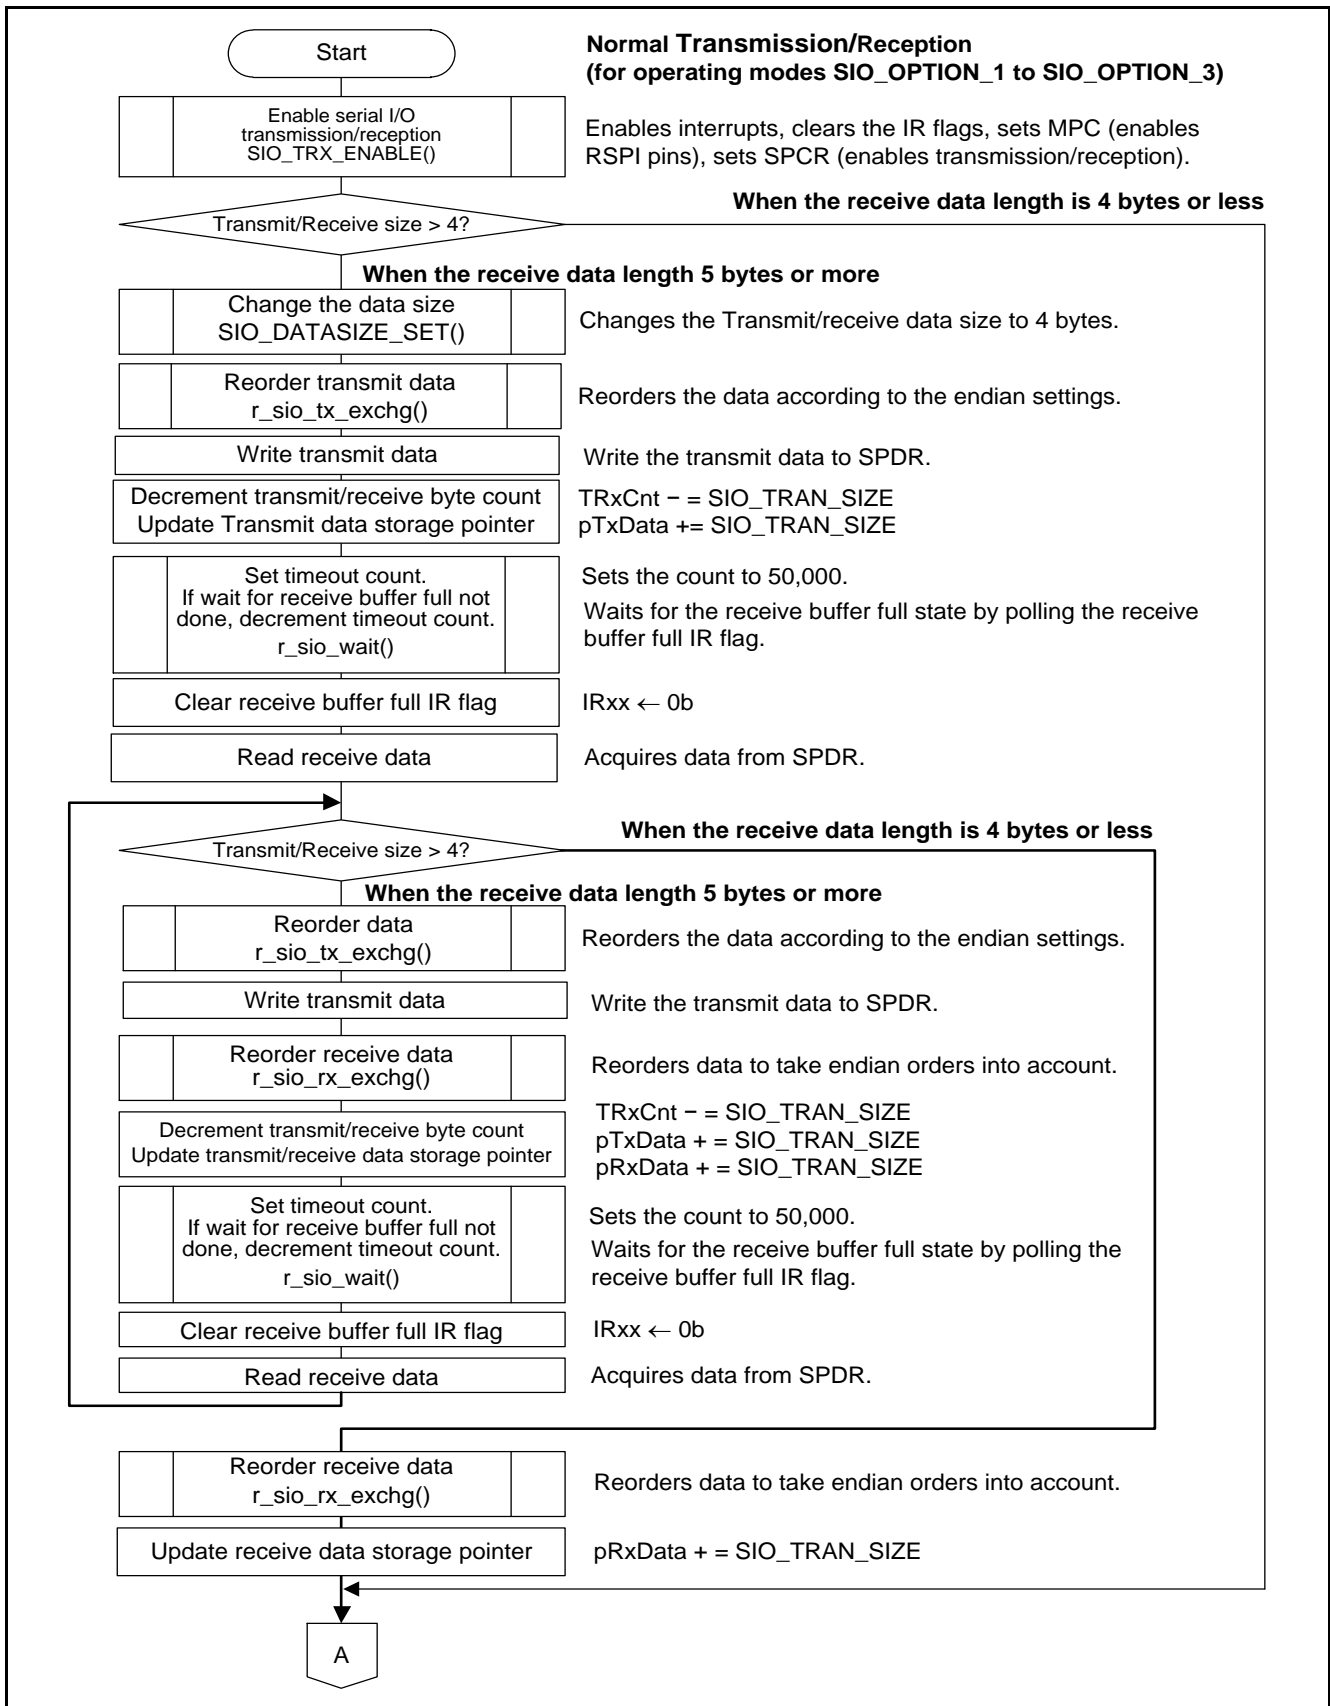 Start
Normal Transmission/Reception
(for operating modes SIO_OPTION_1 to SIO_OPTION_3)
Enable serial I/O
transmission/reception
SIO_TRX_ENABLE()
Enables interrupts, clears the IR flags, sets MPC (enables
RSPI pins), sets SPCR (enables transmission/reception).
When the receive data length is 4 bytes or less
Transmit/Receive size > 4?
When the receive data length 5 bytes or more
Change the data size
SIO_DATASIZE_SET()
Changes the Transmit/receive data size to 4 bytes.
Reorder transmit data
r_sio_tx_exchg()
Reorders the data according to the endian settings.
Write transmit data
Write the transmit data to SPDR.
Decrement transmit/receive byte count
Update Transmit data storage pointer
TRxCnt − = SIO_TRAN_SIZE
pTxData += SIO_TRAN_SIZE
Set timeout count.
If wait for receive buffer full not
done, decrement timeout count.
r_sio_wait()
Sets the count to 50,000.
Waits for the receive buffer full state by polling the receive
buffer full IR flag.
Clear receive buffer full IR flag
IRxx ← 0b
Read receive data
Acquires data from SPDR.
When the receive data length is 4 bytes or less
Transmit/Receive size > 4?
When the receive data length 5 bytes or more
Reorder data
r_sio_tx_exchg()
Reorders the data according to the endian settings.
Write transmit data
Write the transmit data to SPDR.
Reorder receive data
r_sio_rx_exchg()
Reorders data to take endian orders into account.
Decrement transmit/receive byte count
Update transmit/receive data storage pointer
TRxCnt − = SIO_TRAN_SIZE
pTxData + = SIO_TRAN_SIZE
pRxData + = SIO_TRAN_SIZE
Set timeout count.
If wait for receive buffer full not
done, decrement timeout count.
r_sio_wait()
Sets the count to 50,000.
Waits for the receive buffer full state by polling the
receive buffer full IR flag.
Clear receive buffer full IR flag
IRxx ← 0b
Read receive data
Acquires data from SPDR.
Reorder receive data
r_sio_rx_exchg()
Reorders data to take endian orders into account.
Update receive data storage pointer
pRxData + = SIO_TRAN_SIZE
A